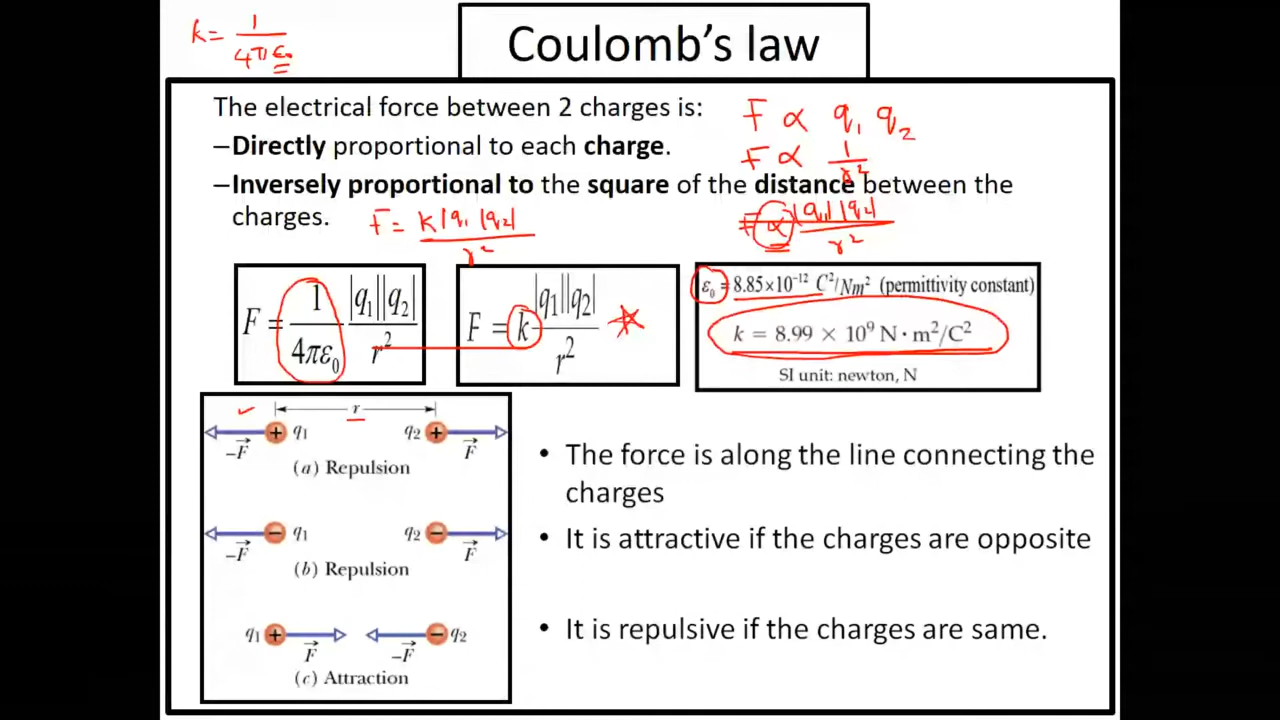 k = 1/4πε₀
Coulomb's law
The electrical force between 2 charges is:
F ∝ q₁ q₂
–Directly proportional to each charge.
F ∝ 1/r²
–Inversely proportional to the square of the distance between the
charges.
F = k|q₁||q₂|/r²
F ∝ |q₁||q₂|/r²
F = 1/4πε₀ |q₁||q₂|/r²
F = k |q₁||q₂|/r²
ε₀ = 8.85×10⁻¹² C²/Nm² (permittivity constant)
k = 8.99 × 10⁹ N·m²/C²
SI unit: newton, N
r
+ q₁ q₂ +
–F F
(a) Repulsion
– q₁ q₂ –
–F F
(b) Repulsion
q₁ + – q₂
F –F
(c) Attraction
• The force is along the line connecting the
charges
• It is attractive if the charges are opposite
• It is repulsive if the charges are same.